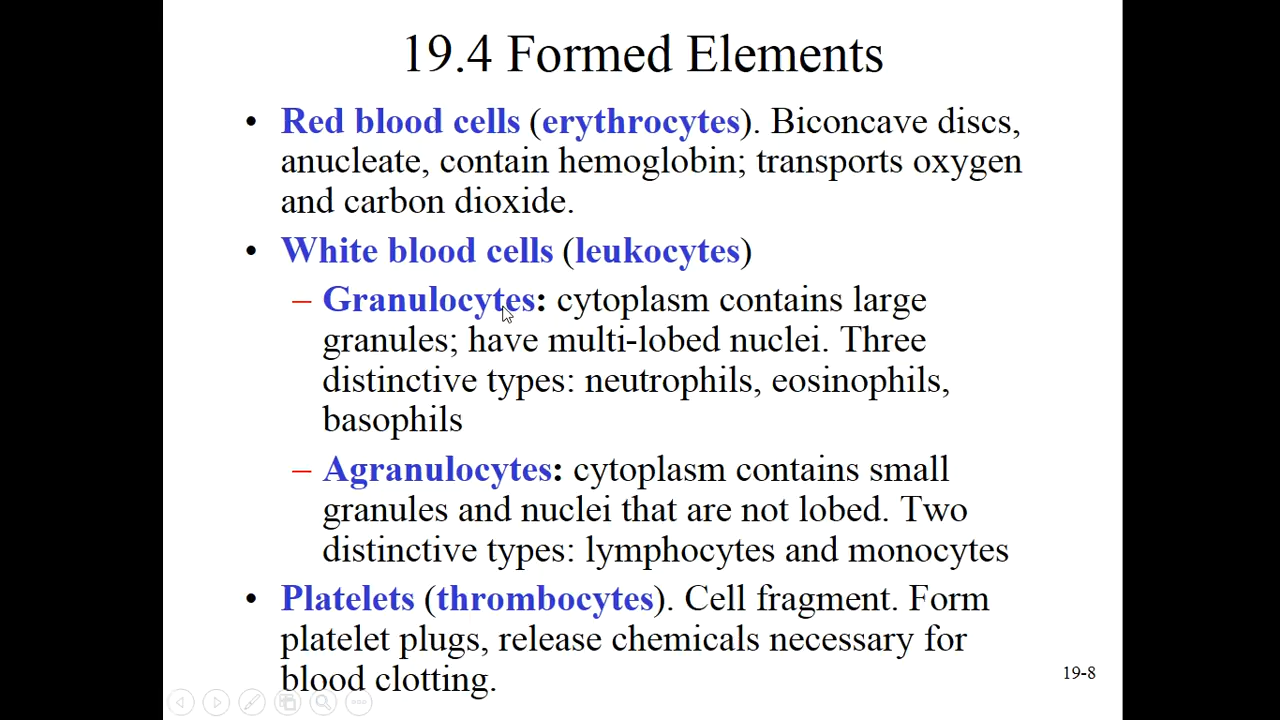 19.4 Formed Elements
• Red blood cells (erythrocytes). Biconcave discs,
anucleate, contain hemoglobin; transports oxygen
and carbon dioxide.
• White blood cells (leukocytes)
– Granulocytes: cytoplasm contains large
granules; have multi-lobed nuclei. Three
distinctive types: neutrophils, eosinophils,
basophils
– Agranulocytes: cytoplasm contains small
granules and nuclei that are not lobed. Two
distinctive types: lymphocytes and monocytes
• Platelets (thrombocytes). Cell fragment. Form
platelet plugs, release chemicals necessary for
blood clotting.
19-8